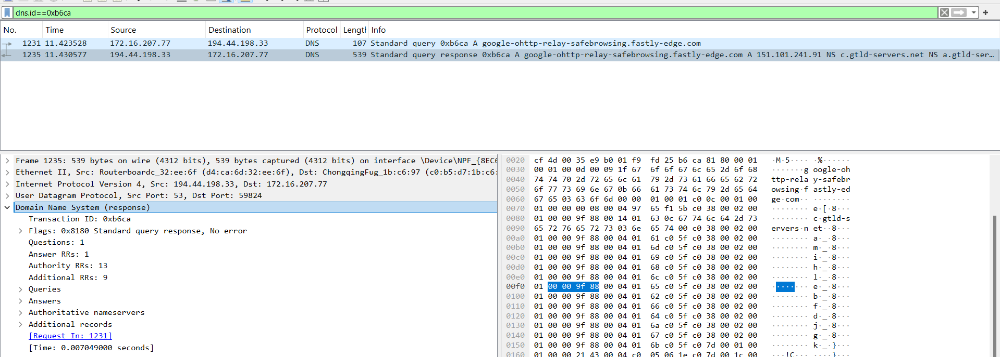 dns.id==0xb6ca
No. Time Source Destination Protocol Lengtl Info
1231 11.423528 172.16.207.77 194.44.198.33 DNS 107 Standard query 0xb6ca A google-ohttp-relay-safebrowsing.fastly-edge.com
1235 11.430577 194.44.198.33 172.16.207.77 DNS 539 Standard query response 0xb6ca A google-ohttp-relay-safebrowsing.fastly-edge.com A 151.101.241.91 NS c.gtld-servers.net NS a.gtld-ser…
Frame 1235: 539 bytes on wire (4312 bits), 539 bytes captured (4312 bits) on interface \Device\NPF_{8EC6
Ethernet II, Src: Routerboardc_32:ee:6f (d4:ca:6d:32:ee:6f), Dst: ChongqingFug_1b:c6:97 (c0:b5:d7:1b:c6:
Internet Protocol Version 4, Src: 194.44.198.33, Dst: 172.16.207.77
User Datagram Protocol, Src Port: 53, Dst Port: 59824
Domain Name System (response)
Transaction ID: 0xb6ca
Flags: 0x8180 Standard query response, No error
Questions: 1
Answer RRs: 1
Authority RRs: 13
Additional RRs: 9
Queries
Answers
Authoritative nameservers
Additional records
[Request In: 1231]
[Time: 0.007049000 seconds]
0020 cf 4d 00 35 e9 b0 01 f9 fd 25 b6 ca 81 80 00 01 ·M·5···· ·%······
0030 00 01 00 0d 00 09 1f 67 6f 6f 67 6c 65 2d 6f 68 ·······g oogle-oh
0040 74 74 70 2d 72 65 6c 61 79 2d 73 61 66 65 62 72 ttp-rela y-safebr
0050 6f 77 73 69 6e 67 0b 66 61 73 74 6c 79 2d 65 64 owsing·f astly-ed
0060 67 65 03 63 6f 6d 00 00 01 00 01 c0 0c 00 01 00 ge·com·· ········
0070 01 00 00 00 08 00 04 97 65 f1 5b c0 38 00 02 00 ········ e·[·8···
0080 01 00 00 9f 88 00 14 01 63 0c 67 74 6c 64 2d 73 ········ c·gtld-s
0090 65 72 76 65 72 73 03 6e 65 74 00 c0 38 00 02 00 ervers·n et··8···
00a0 01 00 00 9f 88 00 04 01 61 c0 5f c0 38 00 02 00 ········ a·_·8···
00b0 01 00 00 9f 88 00 04 01 6d c0 5f c0 38 00 02 00 ········ m·_·8···
00c0 01 00 00 9f 88 00 04 01 69 c0 5f c0 38 00 02 00 ········ i·_·8···
00d0 01 00 00 9f 88 00 04 01 68 c0 5f c0 38 00 02 00 ········ h·_·8···
00e0 01 00 00 9f 88 00 04 01 6c c0 5f c0 38 00 02 00 ········ l·_·8···
00f0 01 00 00 9f 88 00 04 01 65 c0 5f c0 38 00 02 00 ········ e·_·8···
0100 01 00 00 9f 88 00 04 01 62 c0 5f c0 38 00 02 00 ········ b·_·8···
0110 01 00 00 9f 88 00 04 01 66 c0 5f c0 38 00 02 00 ········ f·_·8···
0120 01 00 00 9f 88 00 04 01 64 c0 5f c0 38 00 02 00 ········ d·_·8···
0130 01 00 00 9f 88 00 04 01 6a c0 5f c0 38 00 02 00 ········ j·_·8···
0140 01 00 00 9f 88 00 04 01 67 c0 5f c0 38 00 02 00 ········ g·_·8···
0150 01 00 00 9f 88 00 04 01 6b c0 5f c0 7d 00 01 00 ········ k·_·}···
0160 01 00 00 21 43 00 04 c0 05 06 1e c0 7d 00 1c 00 ···!C··· ····}···